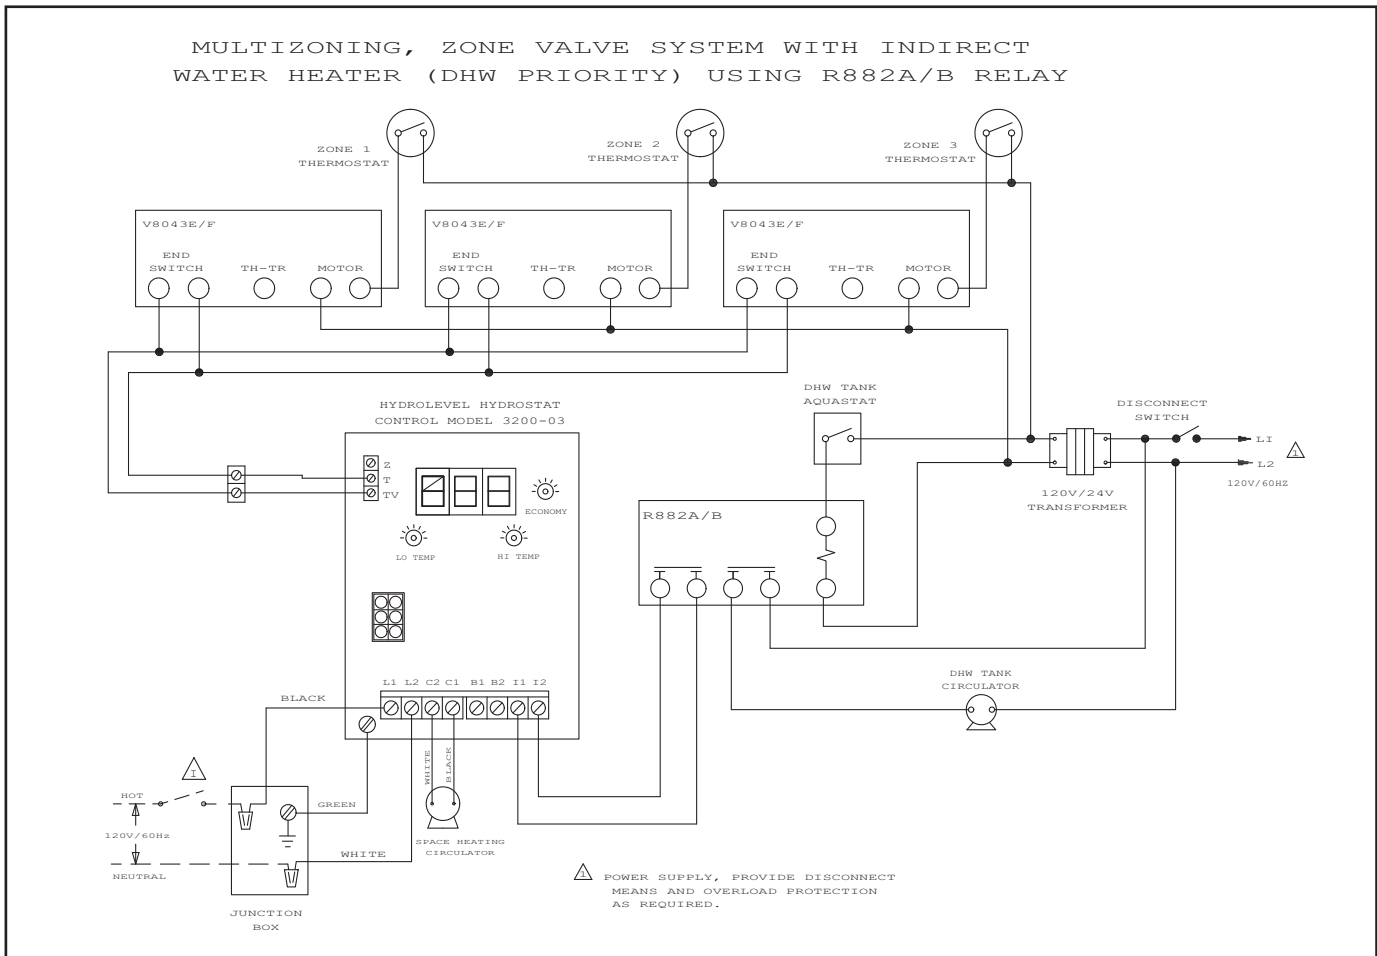 MULTIZONING, ZONE VALVE SYSTEM WITH INDIRECT
WATER HEATER (DHW PRIORITY) USING R882A/B RELAY
ZONE 1
THERMOSTAT
ZONE 2
THERMOSTAT
ZONE 3
THERMOSTAT
V8043E/F
END
SWITCH TH-TR MOTOR
V8043E/F
END
SWITCH TH-TR MOTOR
V8043E/F
END
SWITCH TH-TR MOTOR
HYDROLEVEL HYDROSTAT
CONTROL MODEL 3200-03
DHW TANK
AQUASTAT
DISCONNECT
SWITCH
L1
L2
1
120V/60HZ
120V/24V
TRANSFORMER
Z
T
TV
ECONOMY
LO TEMP
HI TEMP
R882A/B
L1 L2 C2 C1 B1 B2 I1 I2
BLACK
DHW TANK
CIRCULATOR
WHITE
BLACK
I
HOT
GREEN
120V/60Hz
NEUTRAL
WHITE
SPACE HEATING
CIRCULATOR
JUNCTION
BOX
1 POWER SUPPLY, PROVIDE DISCONNECT
MEANS AND OVERLOAD PROTECTION
AS REQUIRED.